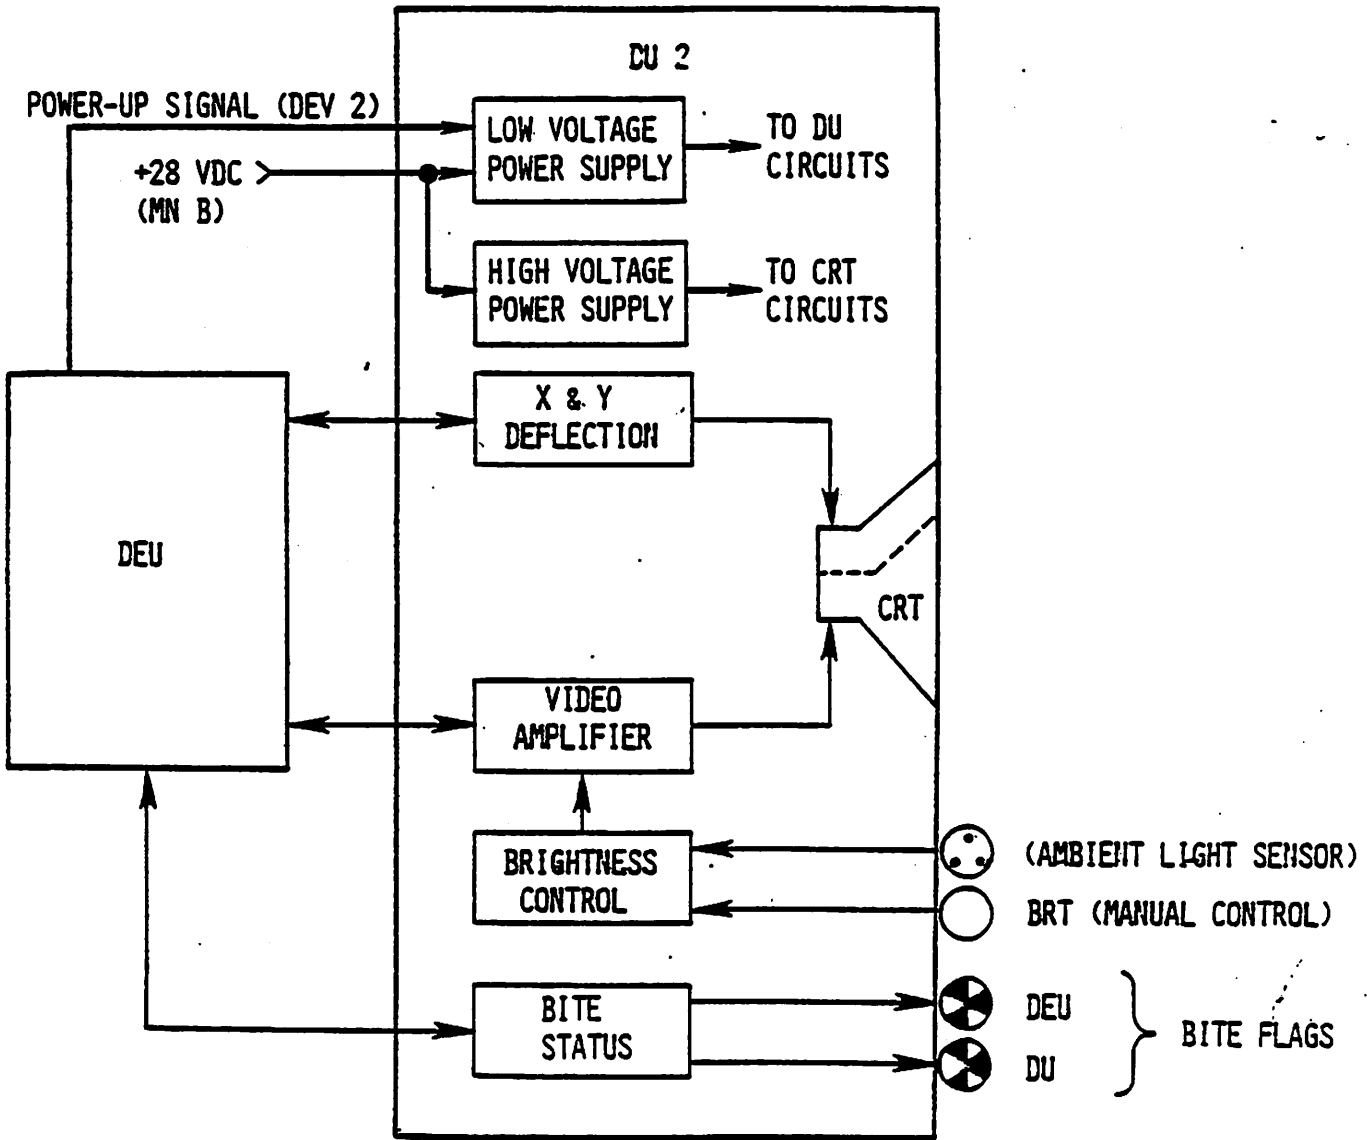 DU 2
POWER-UP SIGNAL (DEV 2)
+28 VDC
(MN B)
LOW VOLTAGE
POWER SUPPLY
TO DU
CIRCUITS
HIGH VOLTAGE
POWER SUPPLY
TO CRT
CIRCUITS
X & Y
DEFLECTION
DEU
CRT
VIDEO
AMPLIFIER
BRIGHTNESS
CONTROL
(AMBIENT LIGHT SENSOR)
BRT (MANUAL CONTROL)
BITE
STATUS
DEU
DU
BITE FLAGS